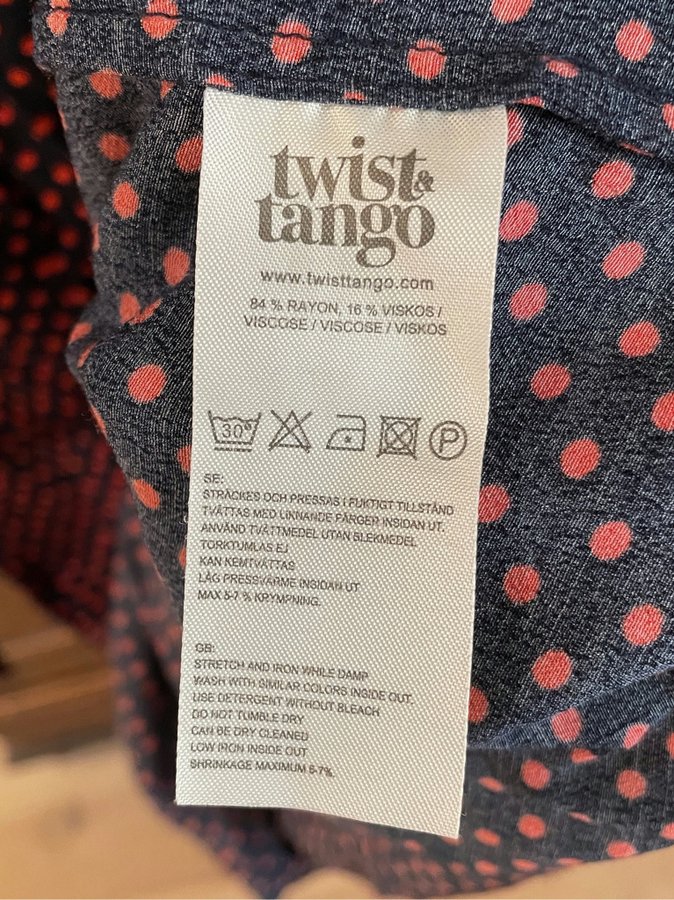 twist&
tango
www.twisttango.com
84 % RAYON, 16 % VISKOS /
VISCOSE / VISCOSE / VISKOS
30° P
SE:
STRÄCKES OCH PRESSAS I FUKTIGT TILLSTÅND
TVÄTTAS MED LIKNANDE FÄRGER INSIDAN UT.
ANVÄND TVÄTTMEDEL UTAN BLEKMEDEL
TORKTUMLAS EJ
KAN KEMTVÄTTAS
LÅG PRESSVÄRME INSIDAN UT
MAX 5-7 % KRYMPNING.
GB:
STRETCH AND IRON WHILE DAMP
WASH WITH SIMILAR COLORS INSIDE OUT.
USE DETERGENT WITHOUT BLEACH
DO NOT TUMBLE DRY
CAN BE DRY CLEANED
LOW IRON INSIDE OUT
SHRINKAGE MAXIMUM 5-7%.